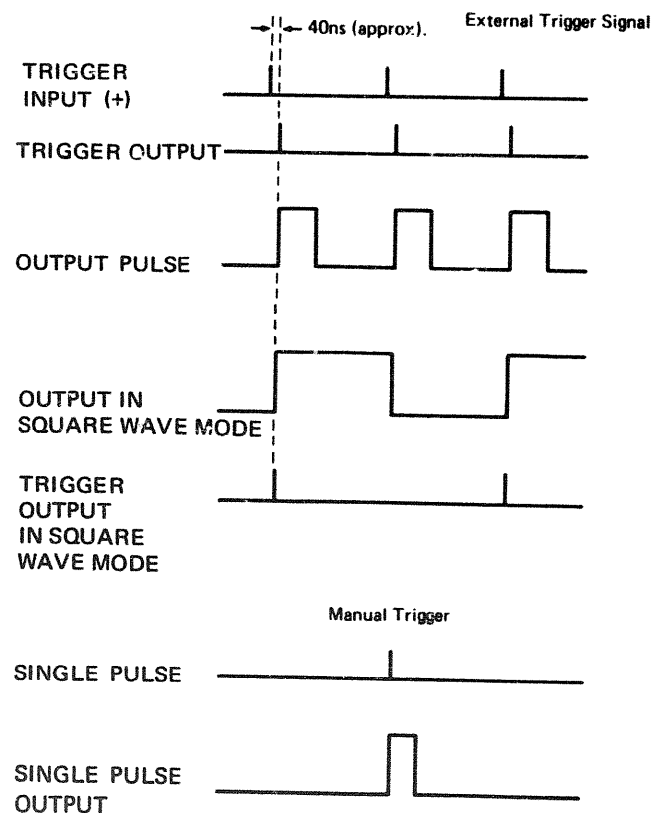 40ns (approx).
External Trigger Signal
TRIGGER
INPUT (+)
TRIGGER OUTPUT
OUTPUT PULSE
OUTPUT IN
SQUARE WAVE MODE
TRIGGER
OUTPUT
IN SQUARE
WAVE MODE
Manual Trigger
SINGLE PULSE
SINGLE PULSE
OUTPUT